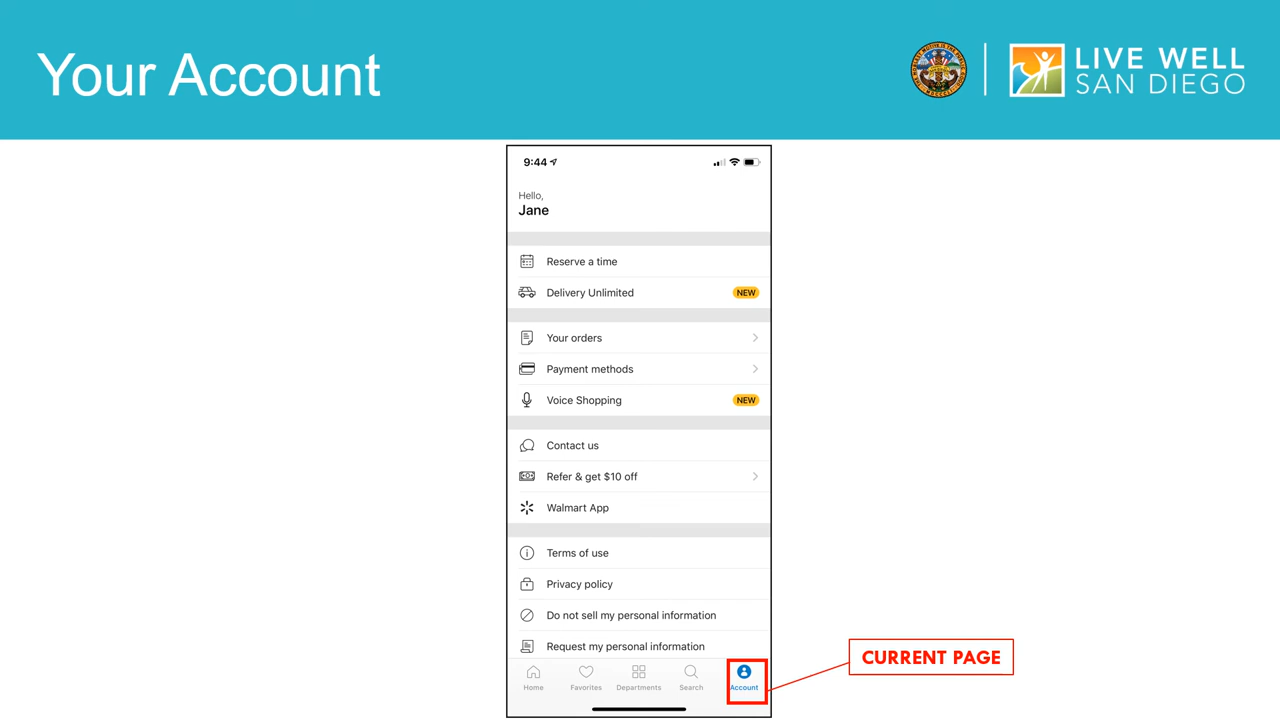 Your Account
LIVE WELL
SAN DIEGO
9:44
Hello,
Jane
Reserve a time
Delivery Unlimited NEW
Your orders
Payment methods
Voice Shopping NEW
Contact us
Refer & get $10 off
Walmart App
Terms of use
Privacy policy
Do not sell my personal information
Request my personal information
Home Favorites Departments Search Account
CURRENT PAGE